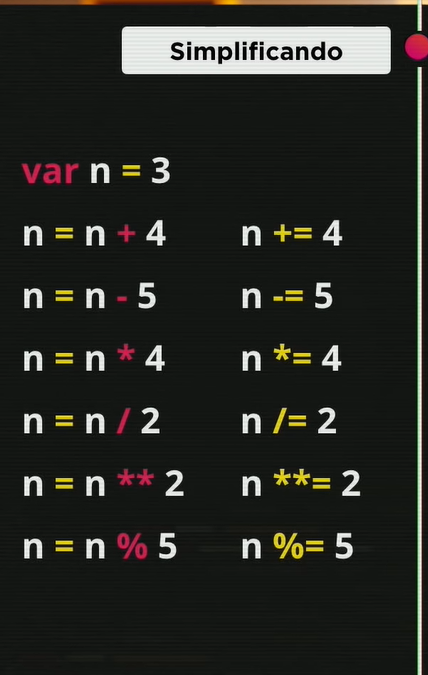 Simplificando
var n = 3
n = n + 4 n += 4
n = n - 5 n -= 5
n = n * 4 n *= 4
n = n / 2 n /= 2
n = n ** 2 n **= 2
n = n % 5 n %= 5